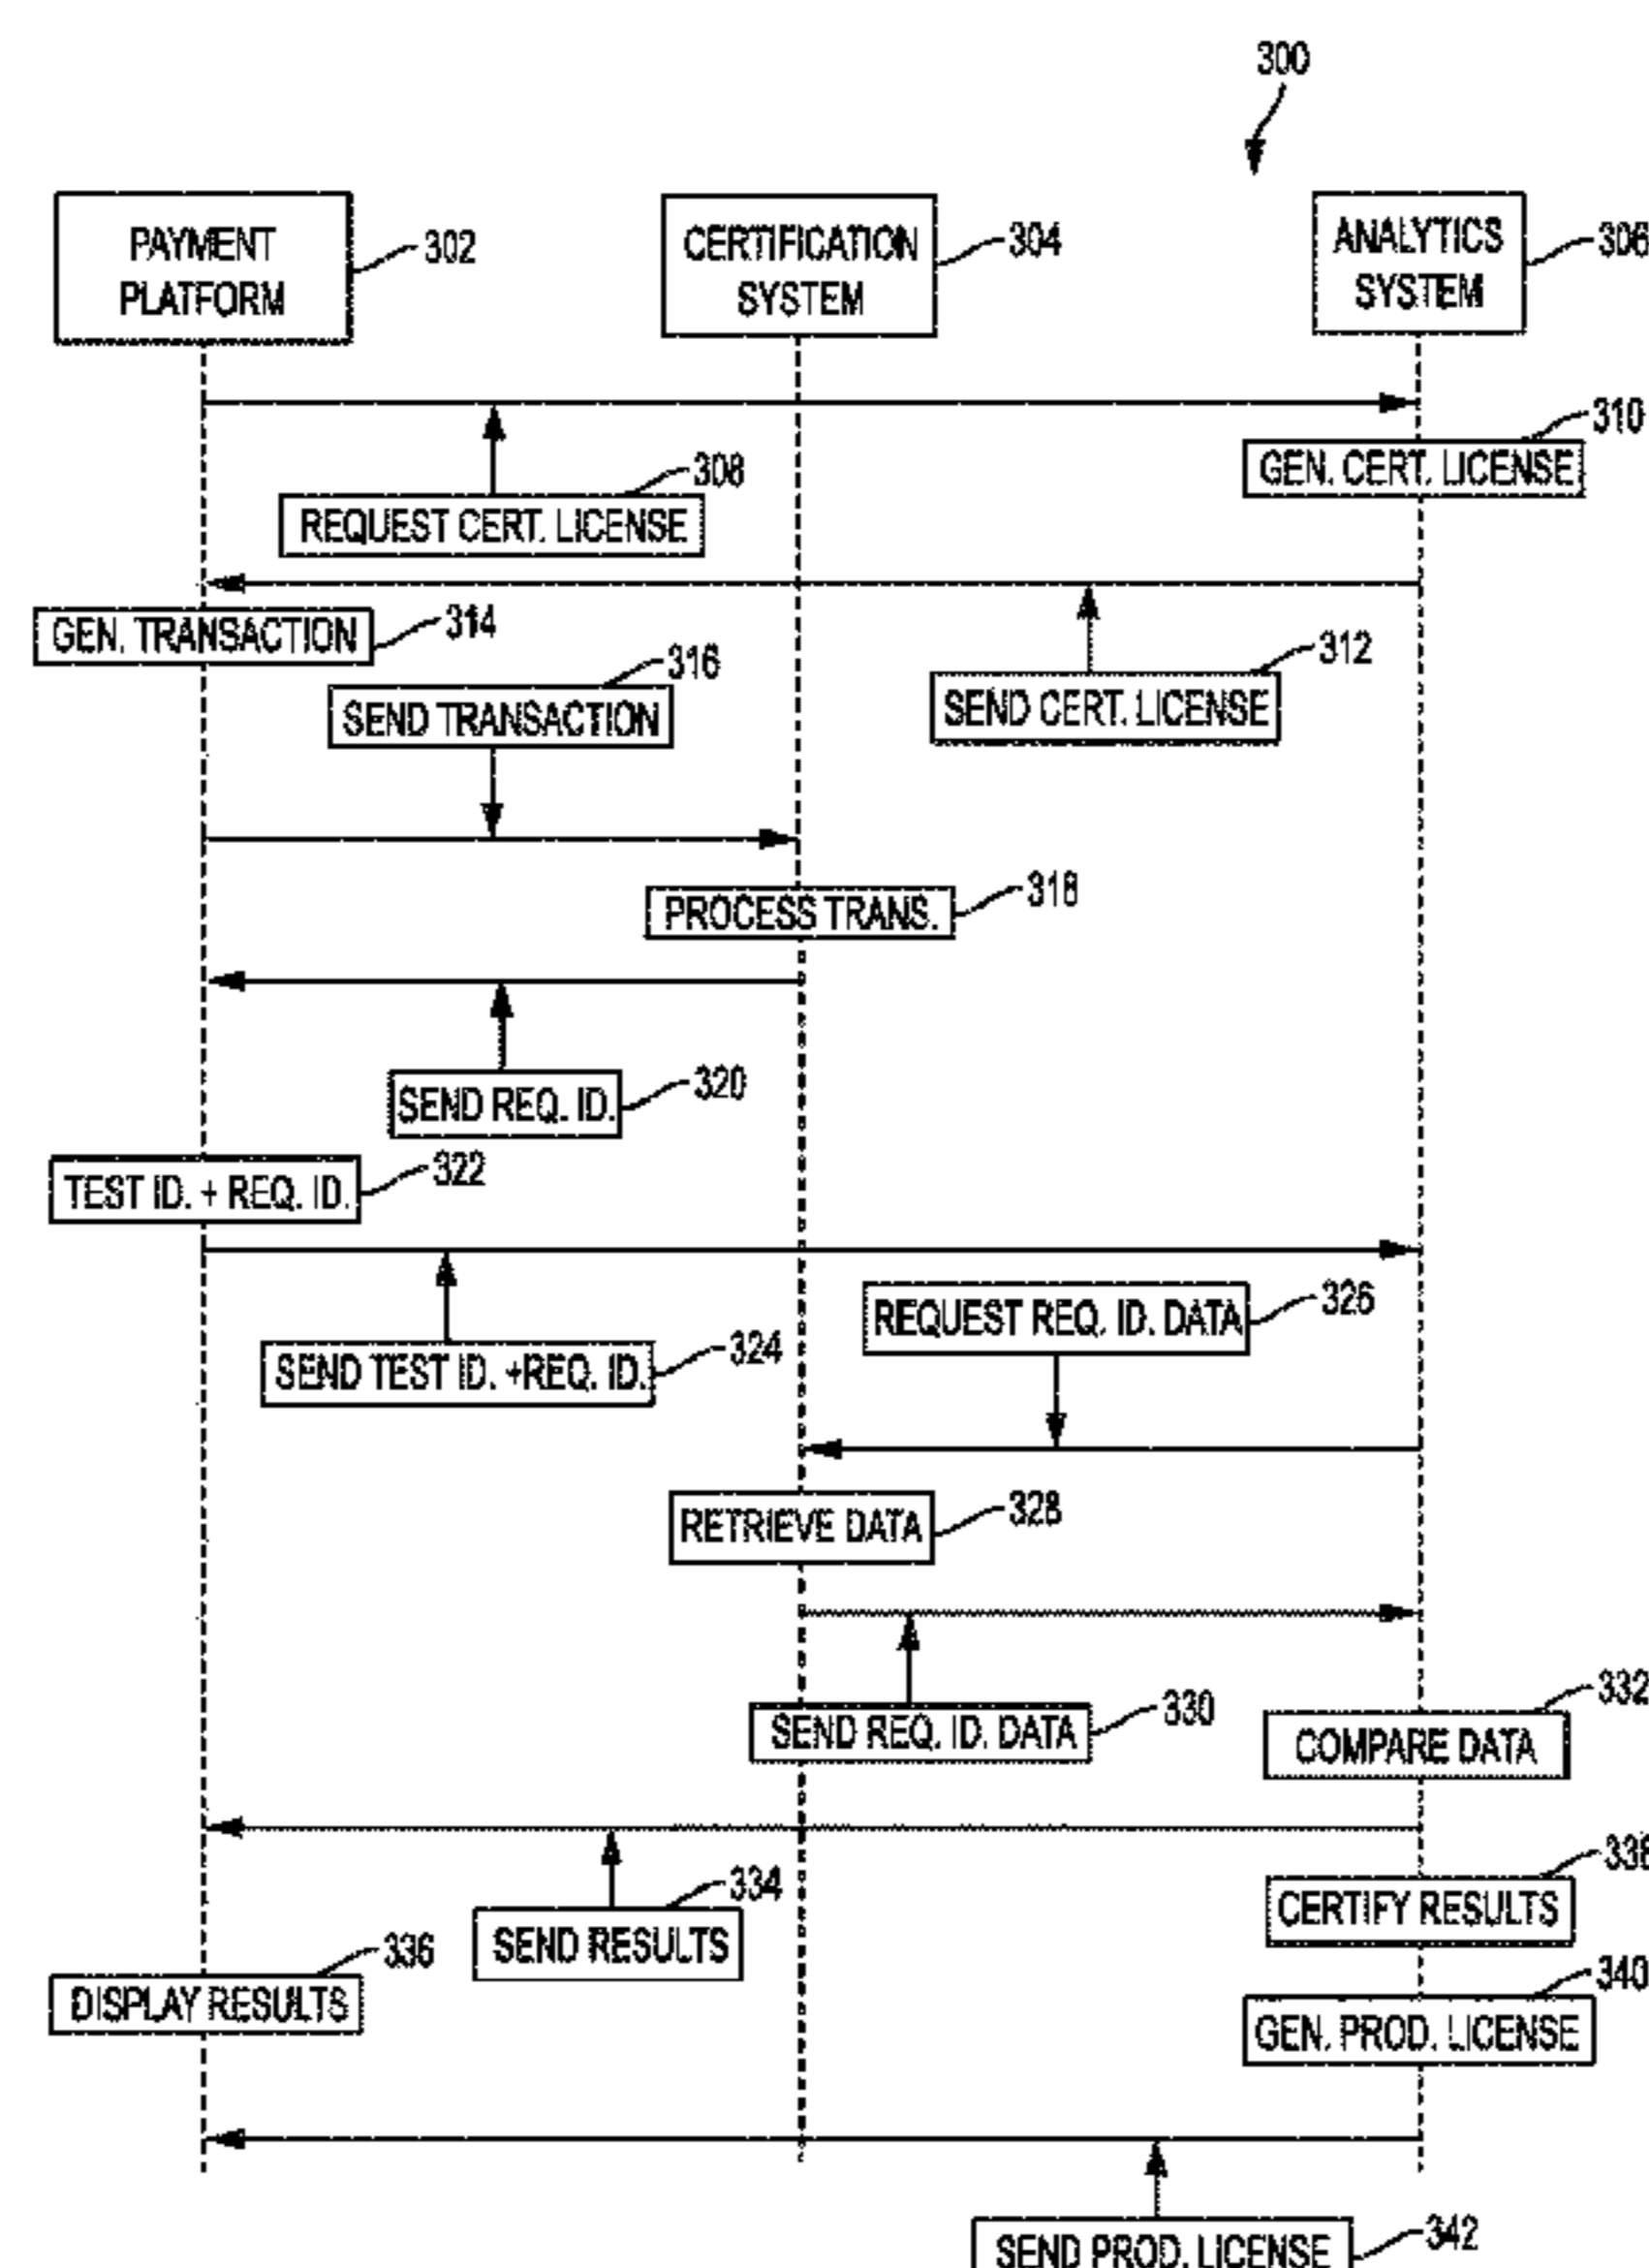 300
PAYMENT
PLATFORM
302
CERTIFICATION
SYSTEM
304
ANALYTICS
SYSTEM
306
310
GEN. CERT. LICENSE
308
REQUEST CERT. LICENSE
GEN. TRANSACTION
314
312
SEND CERT. LICENSE
316
SEND TRANSACTION
PROCESS TRANS.
318
SEND REQ. ID.
320
TEST ID. + REQ. ID.
322
REQUEST REQ. ID. DATA
326
SEND TEST ID. +REQ. ID.
324
RETRIEVE DATA
328
SEND REQ. ID. DATA
330
332
COMPARE DATA
334
SEND RESULTS
338
CERTIFY RESULTS
336
DISPLAY RESULTS
340
GEN. PROD. LICENSE
SEND PROD. LICENSE
342